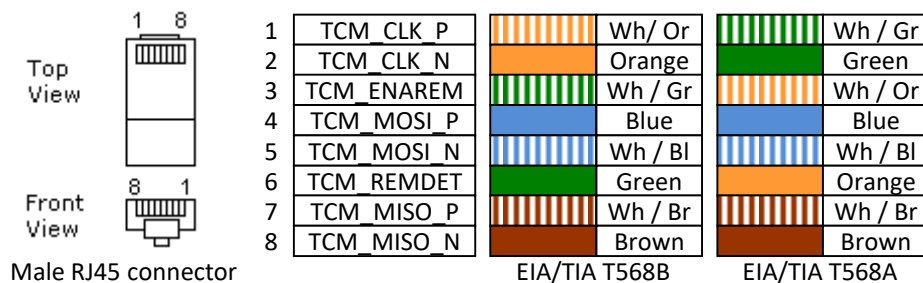 1 8
Top
View
8 1
Front
View
Male RJ45 connector
1 TCM_CLK_P Wh/ Or Wh / Gr
2 TCM_CLK_N Orange Green
3 TCM_ENAREM Wh / Gr Wh / Or
4 TCM_MOSI_P Blue Blue
5 TCM_MOSI_N Wh / Bl Wh / Bl
6 TCM_REMDET Green Orange
7 TCM_MISO_P Wh / Br Wh / Br
8 TCM_MISO_N Brown Brown
EIA/TIA T568B EIA/TIA T568A